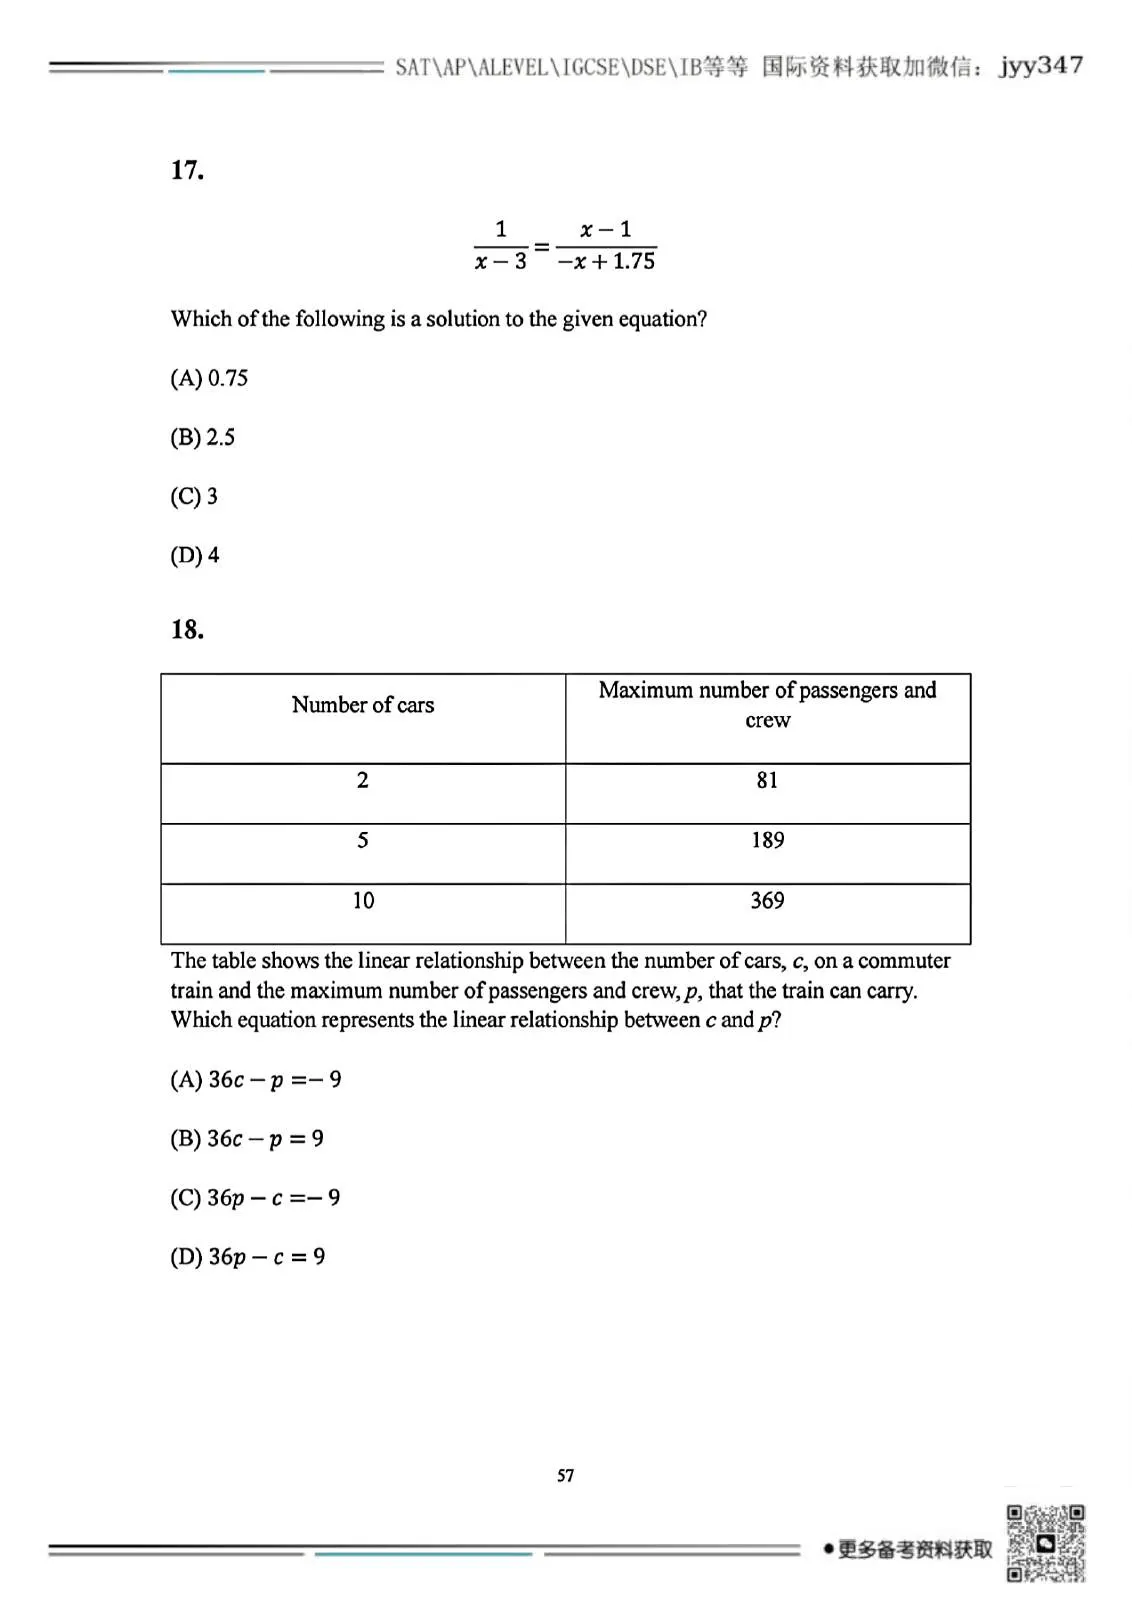 SAT\AP\ALEVEL\IGCSE\DSE\IB等等 国际资料获取加微信：jyy347
17.
1/(x − 3) = (x − 1)/(−x + 1.75)
Which of the following is a solution to the given equation?
(A) 0.75
(B) 2.5
(C) 3
(D) 4
18.
Number of cars
Maximum number of passengers and
crew
2
81
5
189
10
369
The table shows the linear relationship between the number of cars, c, on a commuter
train and the maximum number of passengers and crew, p, that the train can carry.
Which equation represents the linear relationship between c and p?
(A) 36c − p =− 9
(B) 36c − p = 9
(C) 36p − c =− 9
(D) 36p − c = 9
57
●更多备考资料获取